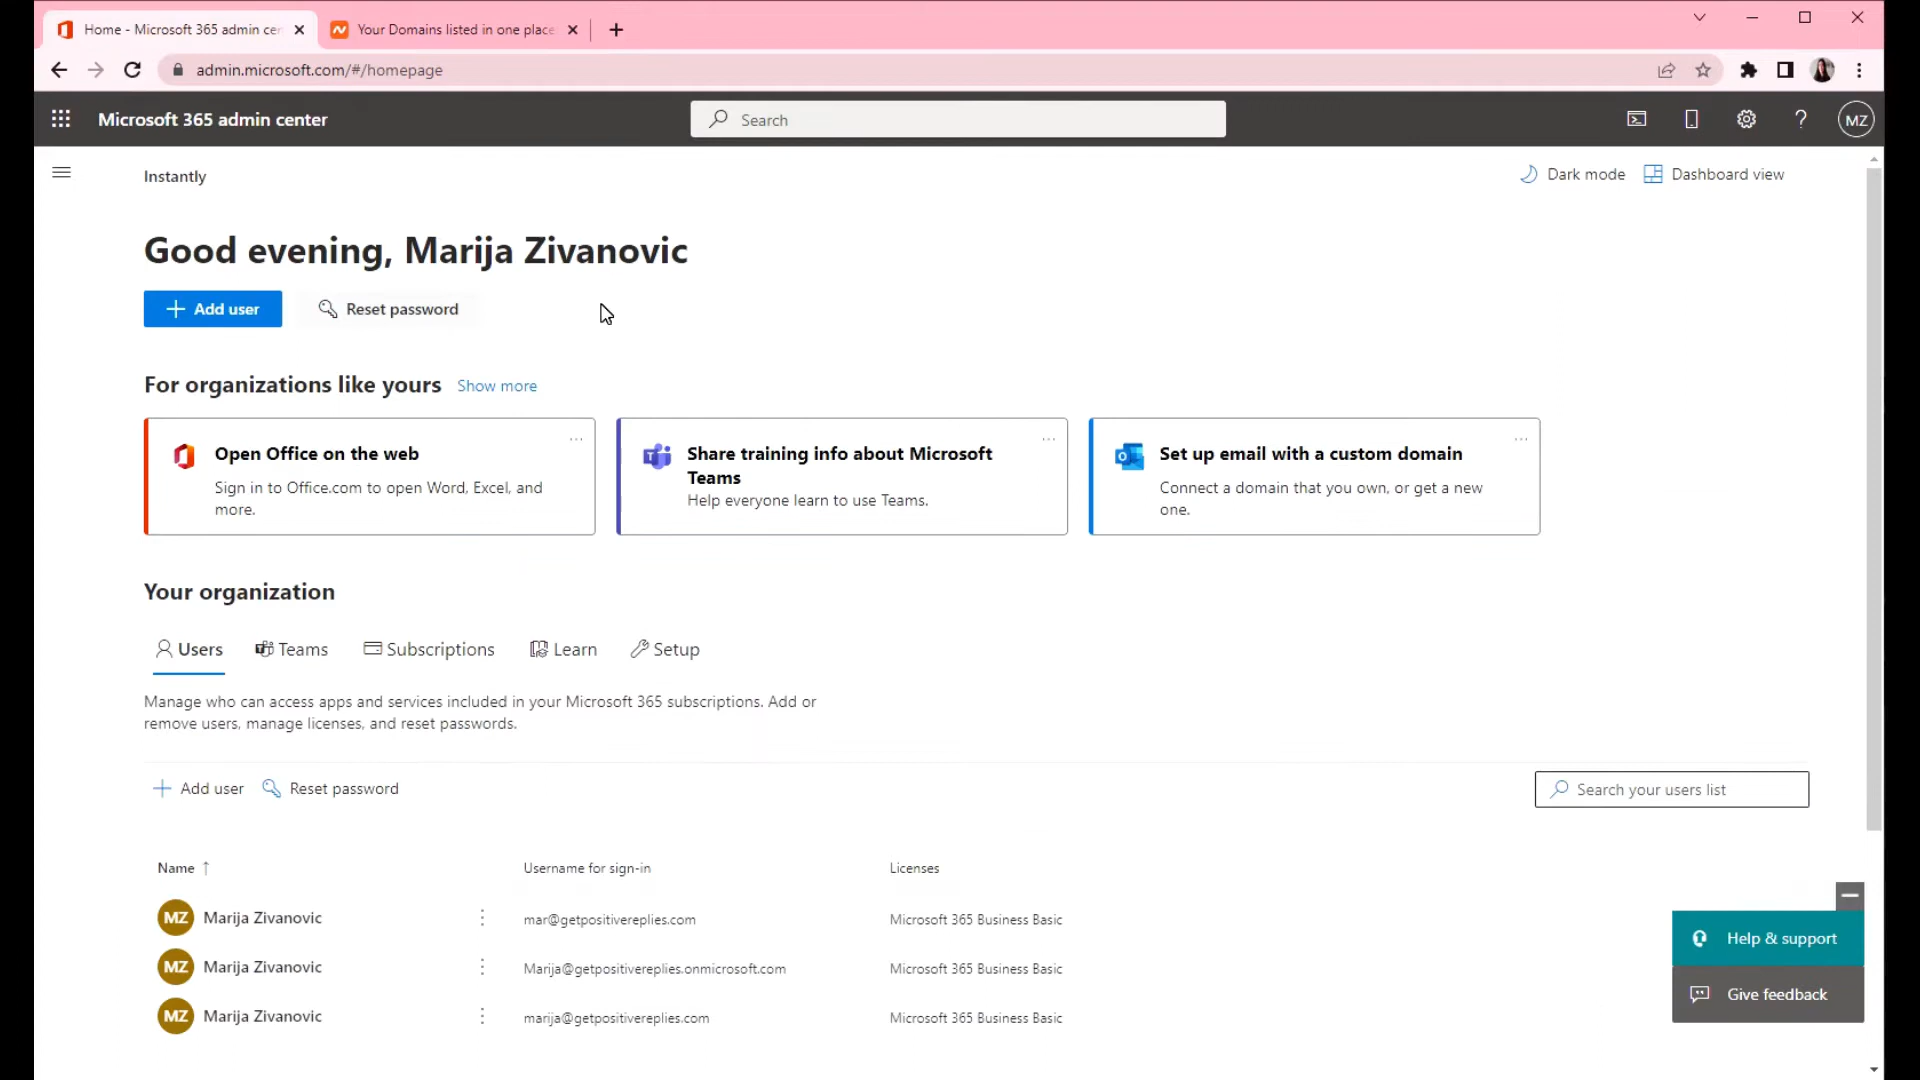 Home - Microsoft 365 admin cen
Your Domains listed in one place
admin.microsoft.com/#/homepage
Microsoft 365 admin center
Search
MZ
Instantly
Dark mode
Dashboard view
Good evening, Marija Zivanovic
Add user
Reset password
For organizations like yours
Show more
Open Office on the web
Sign in to Office.com to open Word, Excel, and
more.
Share training info about Microsoft
Teams
Help everyone learn to use Teams.
Set up email with a custom domain
Connect a domain that you own, or get a new
one.
Your organization
Users
Teams
Subscriptions
Learn
Setup
Manage who can access apps and services included in your Microsoft 365 subscriptions. Add or
remove users, manage licenses, and reset passwords.
Add user
Reset password
Search your users list
Name ↑
Username for sign-in
Licenses
MZ Marija Zivanovic
mar@getpositivereplies.com
Microsoft 365 Business Basic
MZ Marija Zivanovic
Marija@getpositivereplies.onmicrosoft.com
Microsoft 365 Business Basic
MZ Marija Zivanovic
marija@getpositivereplies.com
Microsoft 365 Business Basic
Help & support
Give feedback